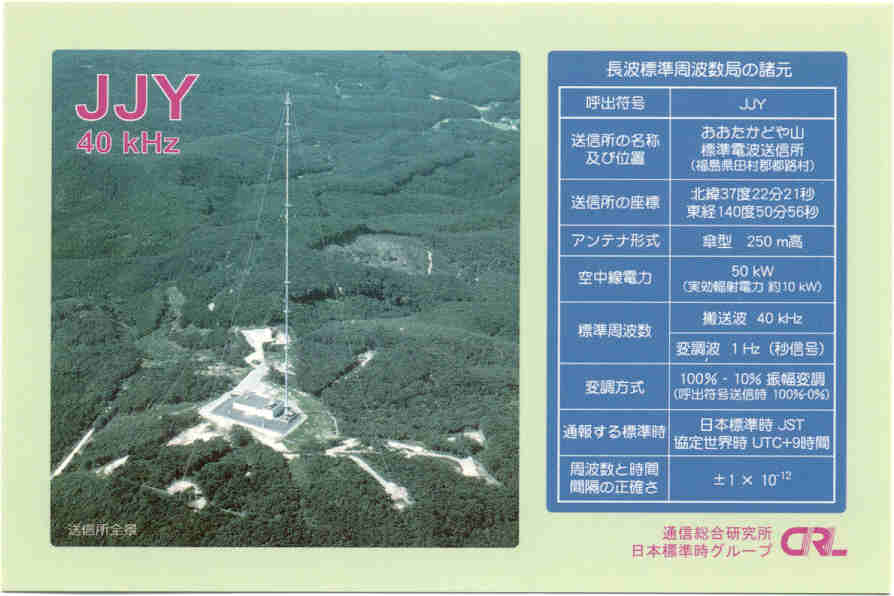 JJY
40 kHz
送信所全景
長波標準周波数局の諸元
呼出符号
JJY
送信所の名称
及び位置
おおたかどや山
標準電波送信所
(福島県田村郡都路村)
送信所の座標
北緯37度22分21秒
東経140度50分56秒
アンテナ形式
傘型 250 m高
空中線電力
50 kW
(実効輻射電力 約10 kW)
標準周波数
搬送波 40 kHz
変調波 1 Hz (秒信号)
変調方式
100% - 10% 振幅変調
(呼出符号送信時 100%-0%)
通報する標準時
日本標準時 JST
協定世界時 UTC+9時間
周波数と時間
間隔の正確さ
±1 × 10⁻¹²
通信総合研究所
日本標準時グループ
CRL